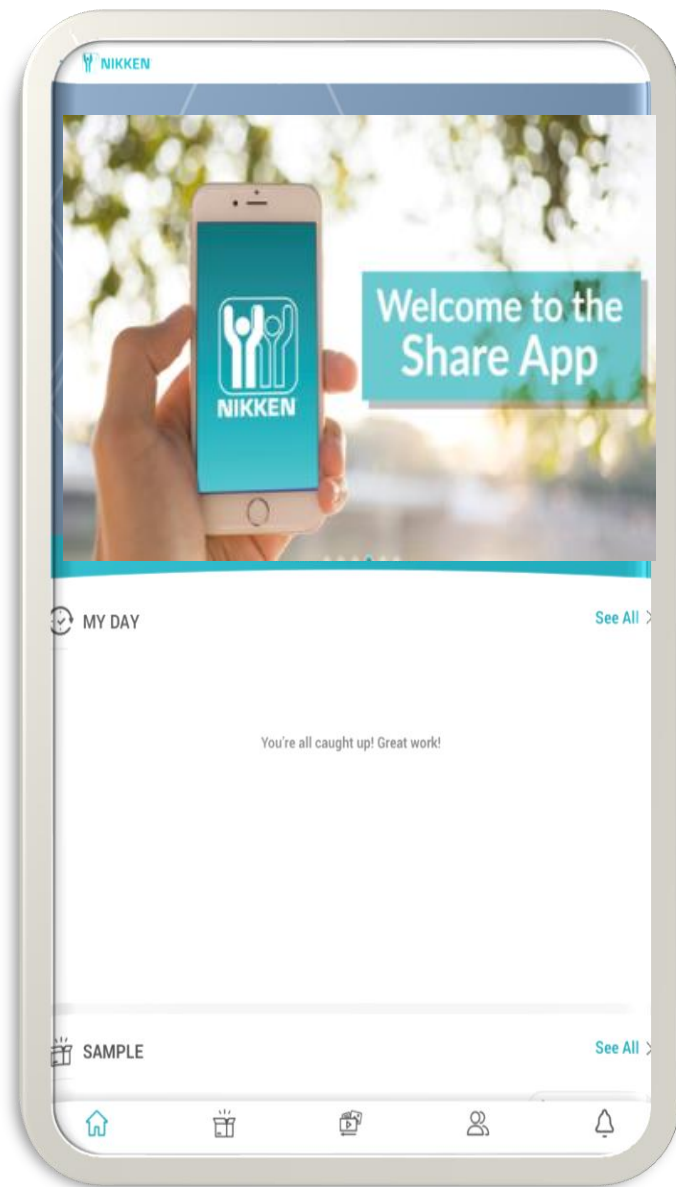 NIKKEN
NIKKEN
Welcome to the
Share App
MY DAY
See All
You're all caught up! Great work!
SAMPLE
See All